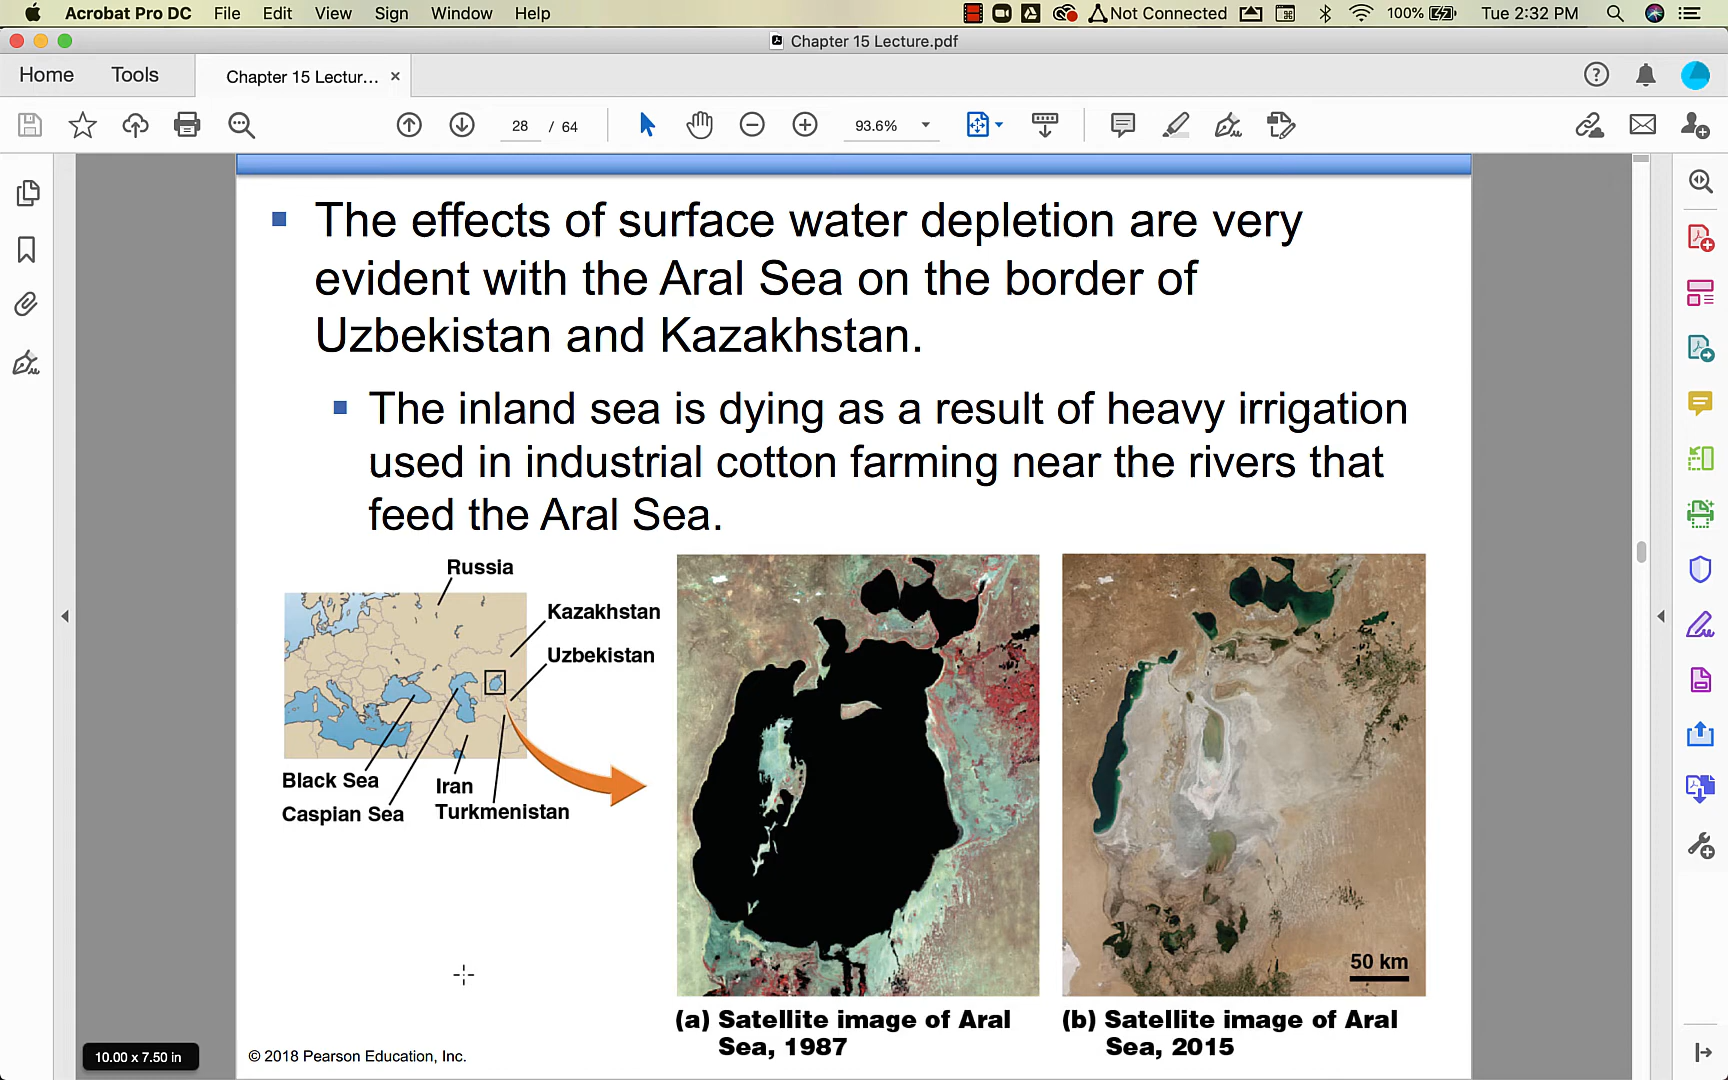 Acrobat Pro DC File Edit View Sign Window Help Not Connected 100% Tue 2:32 PM
Chapter 15 Lecture.pdf
Home Tools Chapter 15 Lectur... ×
28 / 64 93.6%
The effects of surface water depletion are very
evident with the Aral Sea on the border of
Uzbekistan and Kazakhstan.
The inland sea is dying as a result of heavy irrigation
used in industrial cotton farming near the rivers that
feed the Aral Sea.
Russia
Kazakhstan
Uzbekistan
Black Sea
Iran
Caspian Sea
Turkmenistan
50 km
(a) Satellite image of Aral
Sea, 1987
(b) Satellite image of Aral
Sea, 2015
10.00 x 7.50 in
© 2018 Pearson Education, Inc.